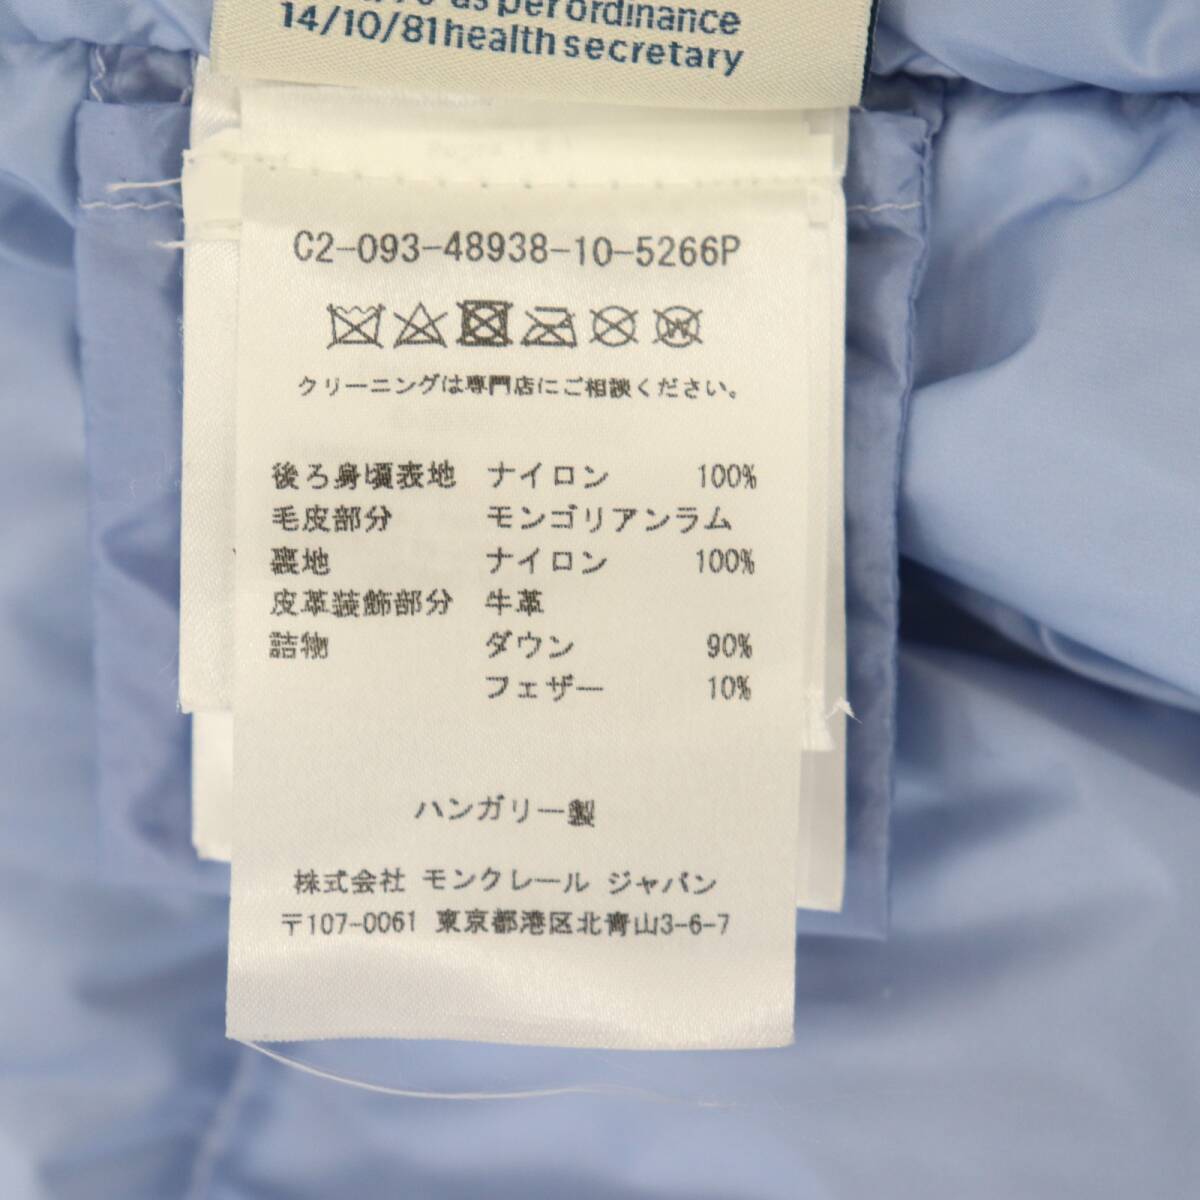 as per ordinance
14/10/81 health secretary
C2-093-48938-10-5266P
クリーニングは専門店にご相談ください。
後ろ身頃表地 ナイロン 100%
毛皮部分 モンゴリアンラム
裏地 ナイロン 100%
皮革装飾部分 牛革
詰物 ダウン 90%
フェザー 10%
ハンガリー製
株式会社 モンクレール ジャパン
〒107-0061 東京都港区北青山3-6-7